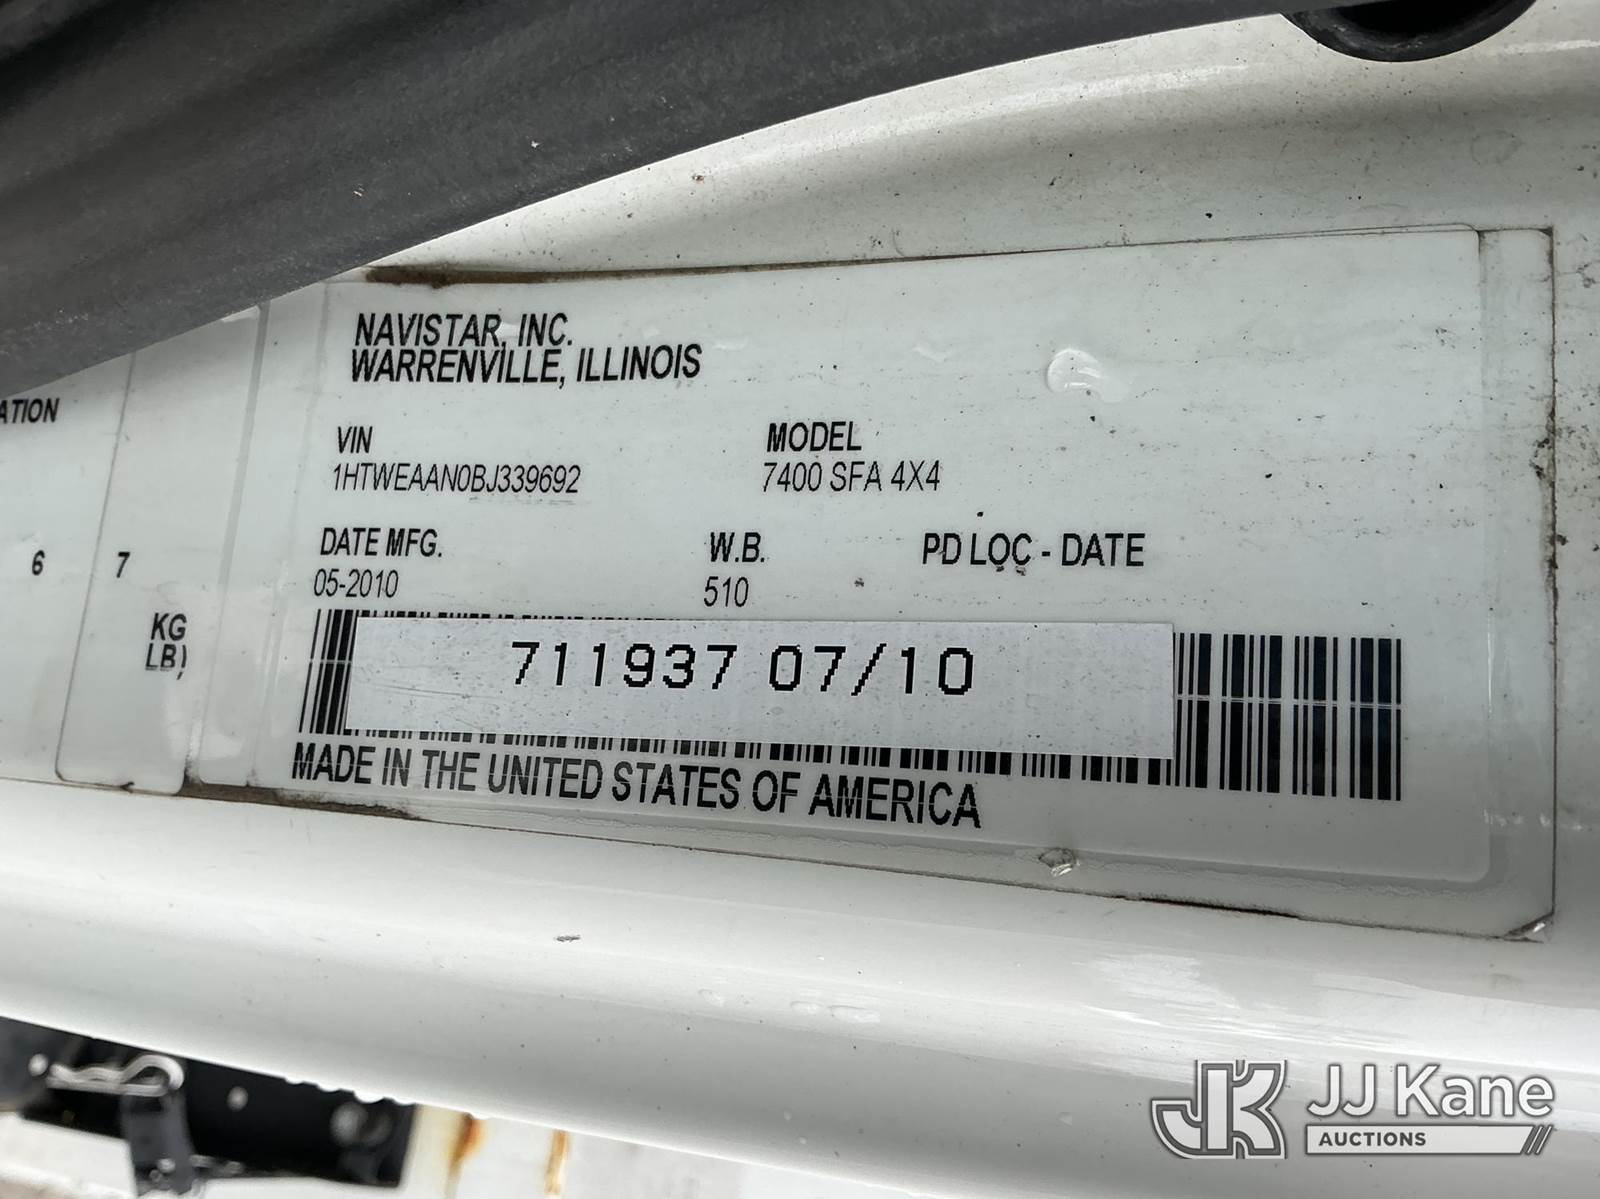 NAVISTAR, INC.
WARRENVILLE, ILLINOIS
VIN
1HTWEAAN0BJ339692
MODEL
7400 SFA 4X4
DATE MFG.
05-2010
W.B.
510
PD LOC - DATE
711937 07/10
MADE IN THE UNITED STATES OF AMERICA
6 7
KG
LB)
JK JJ Kane
AUCTIONS